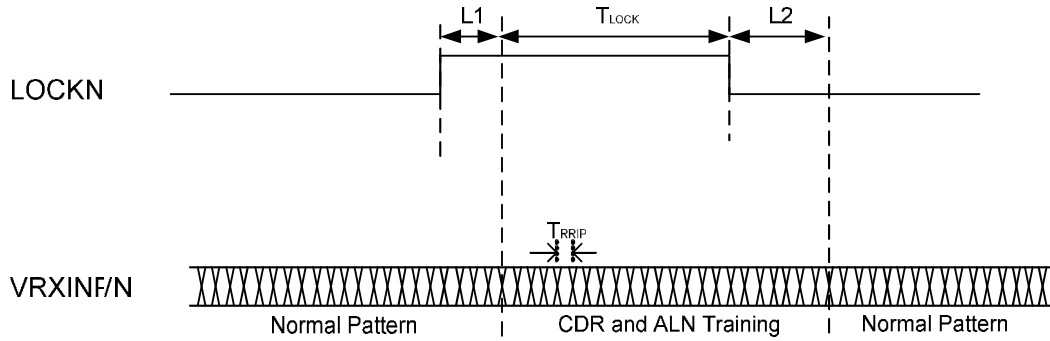 L1 TLOCK L2
LOCKN
TRRIP
VRXINF/N
Normal Pattern CDR and ALN Training Normal Pattern